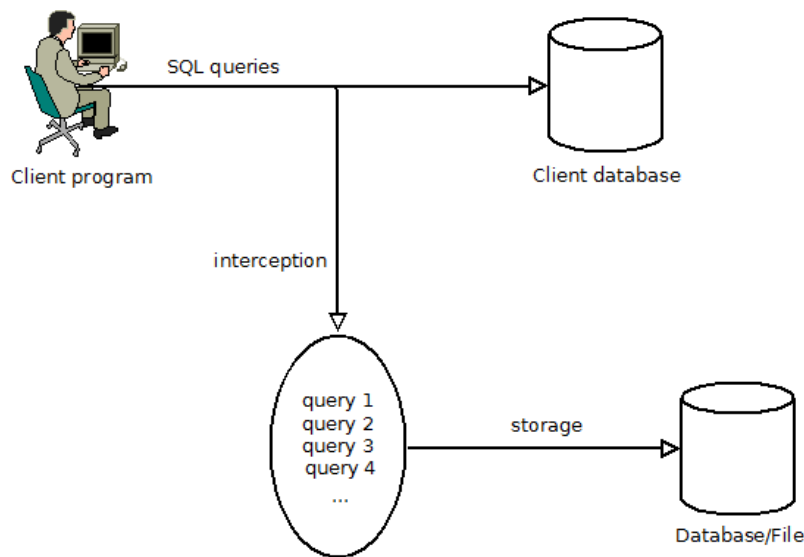 SQL queries
Client program
Client database
interception
query 1
query 2
query 3
query 4
...
storage
Database/File